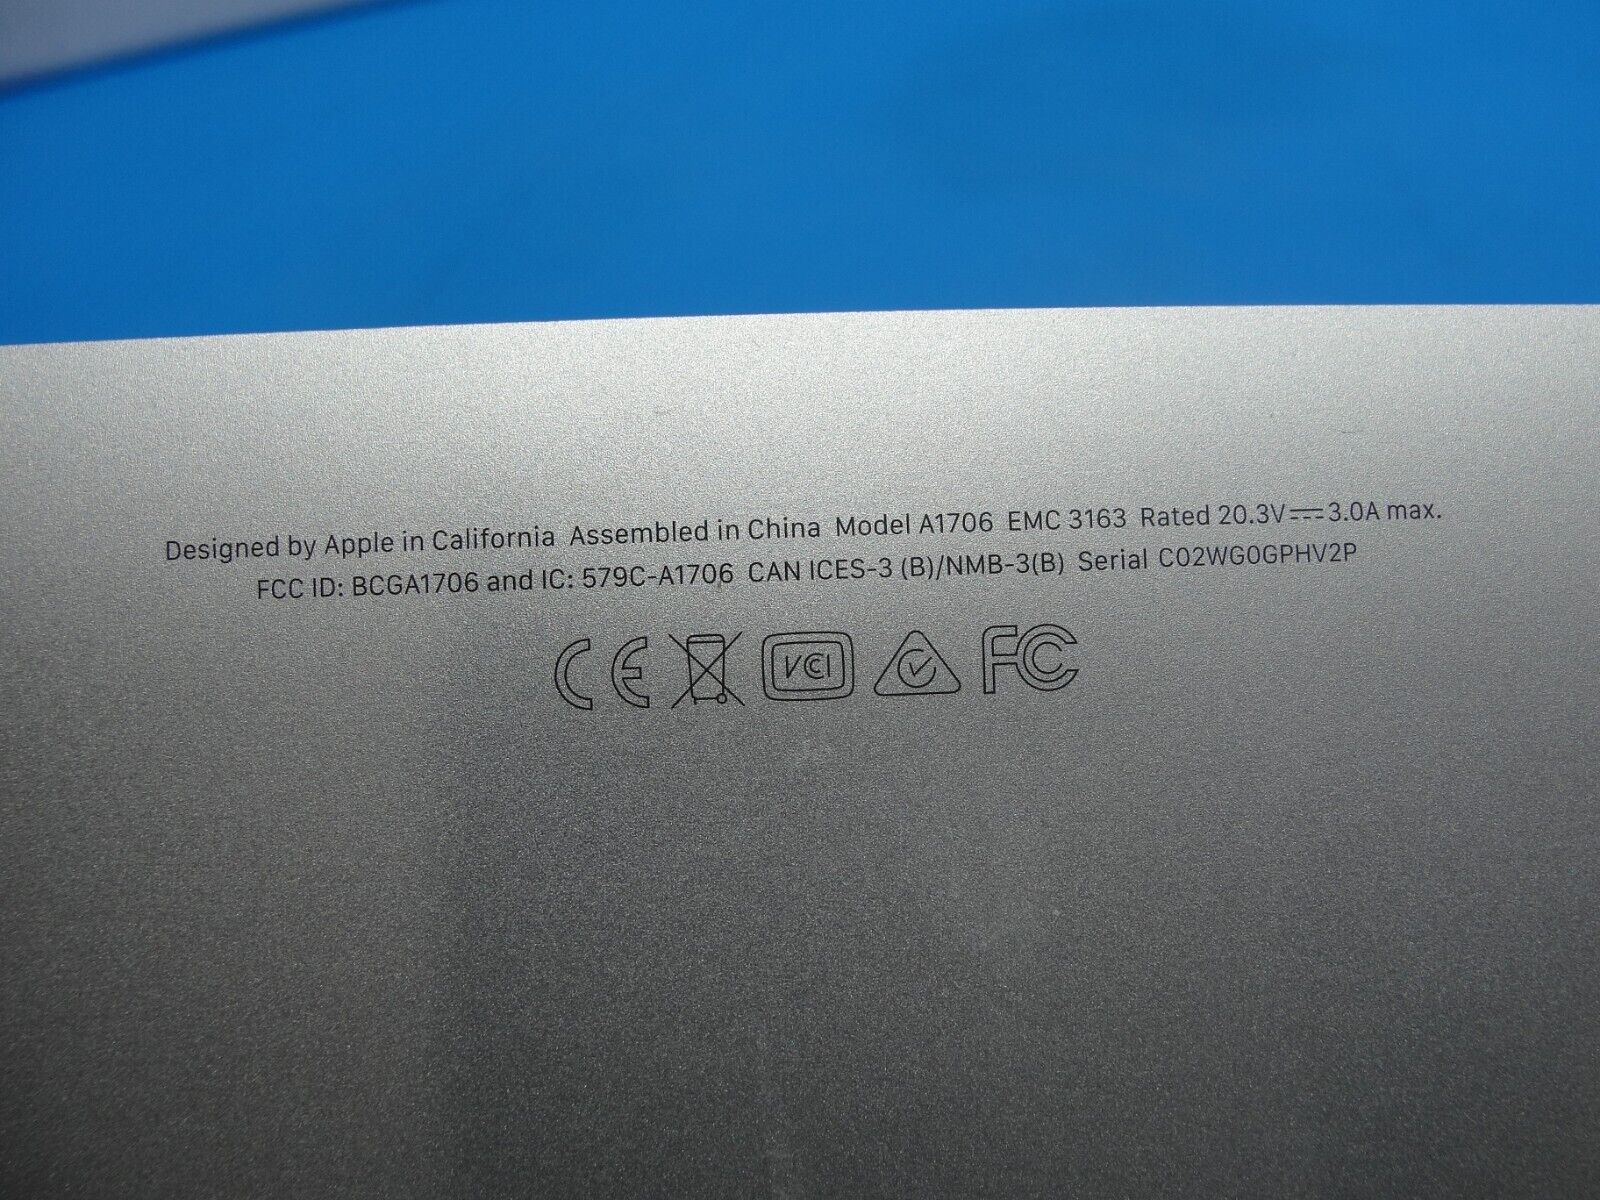 Designed by Apple in California Assembled in China Model A1706 EMC 3163 Rated 20.3V⎓3.0A max.
FCC ID: BCGA1706 and IC: 579C-A1706 CAN ICES-3 (B)/NMB-3(B) Serial C02WG0GPHV2P
CE VCI FC